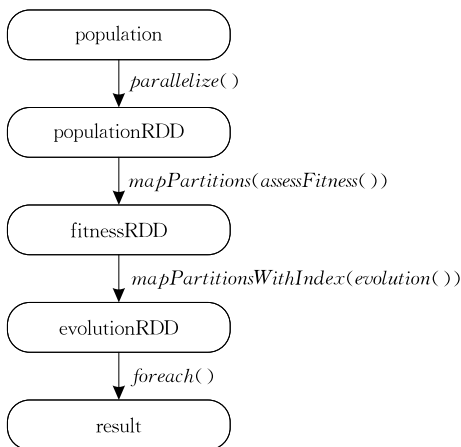 population
parallelize()
populationRDD
mapPartitions(assessFitness())
fitnessRDD
mapPartitionsWithIndex(evolution())
evolutionRDD
foreach()
result